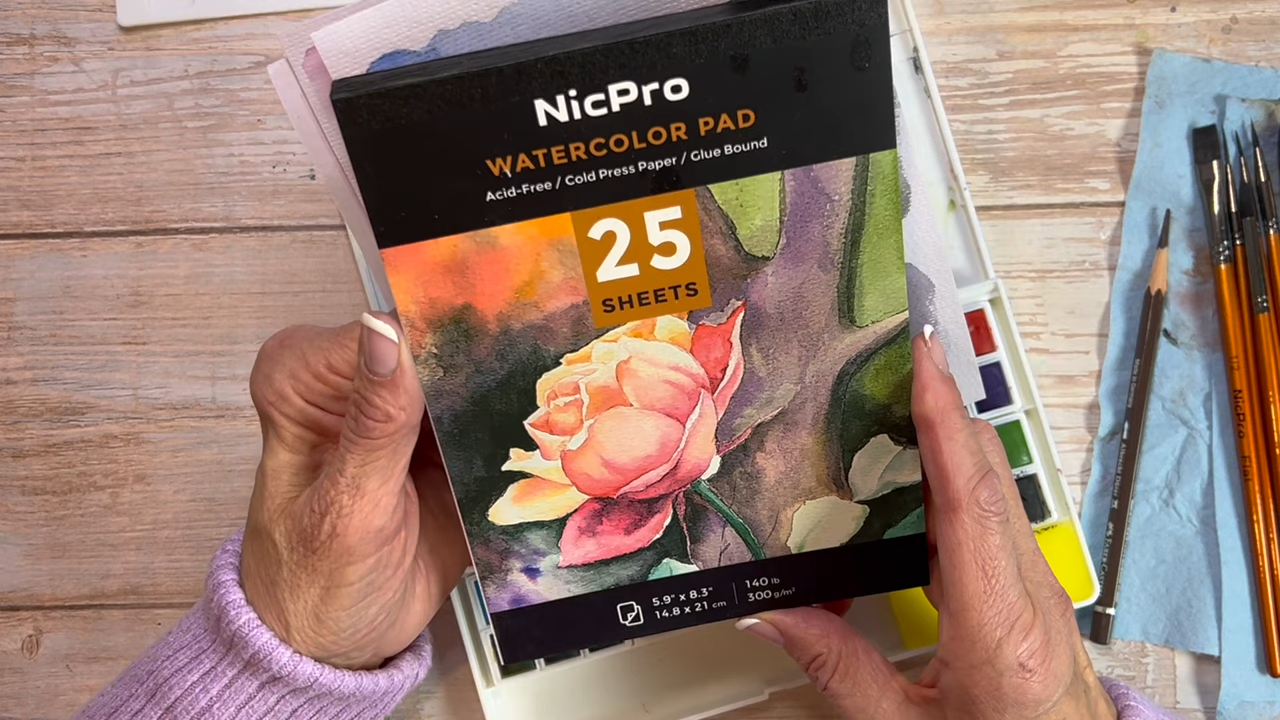 NicPro
WATERCOLOR PAD
Acid-Free / Cold Press Paper / Glue Bound
25
SHEETS
5.9" x 8.3"
14.8 x 21 cm
140 lb
300 g/m²
NicPro